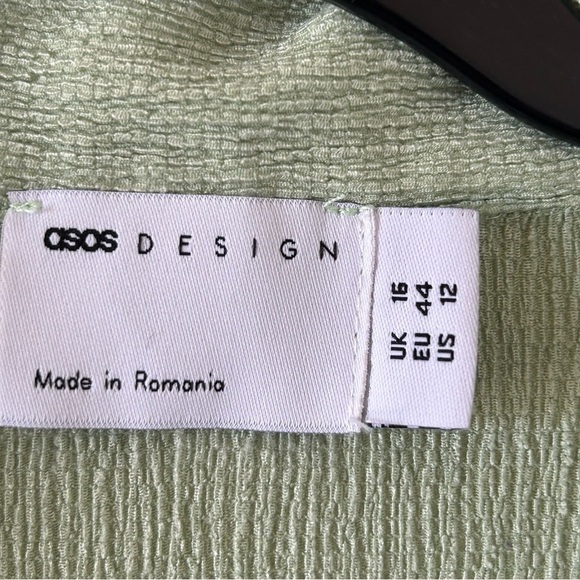 asos DESIGN
Made in Romania
UK 16
EU 44
US 12